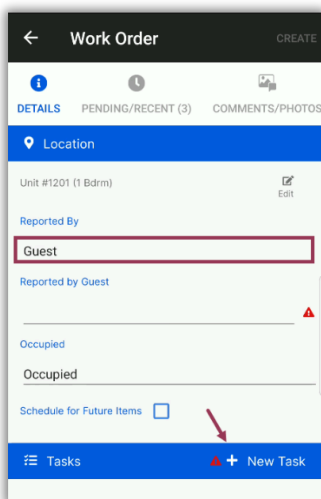 Work Order CREATE
DETAILS PENDING/RECENT (3) COMMENTS/PHOTOS
Location
Unit #1201 (1 Bdrm)
Edit
Reported By
Guest
Reported by Guest
Occupied
Occupied
Schedule for Future Items
Tasks + New Task